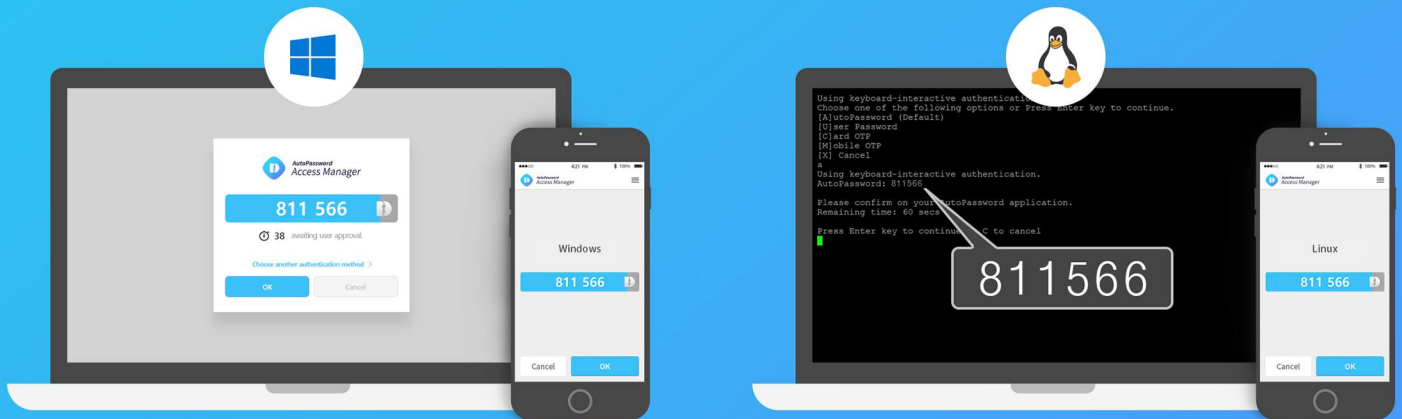 AutoPassword
Access Manager
811 566
38 awaiting user approval.
Choose another authentication method >
OK
Cancel
4:21 PM
100%
AutoPassword
Access Manager
Windows
811 566
Cancel
OK
Using keyboard-interactive authentication
Choose one of the following options or Press Enter key to continue.
[A]utoPassword (Default)
[U]ser Password
[C]ard OTP
[M]obile OTP
[X] Cancel
a
Using keyboard-interactive authentication.
AutoPassword: 811566
Please confirm on your AutoPassword application.
Remaining time: 60 secs
Press Enter key to continue C to cancel
811566
4:21 PM
100%
AutoPassword
Access Manager
Linux
811 566
Cancel
OK